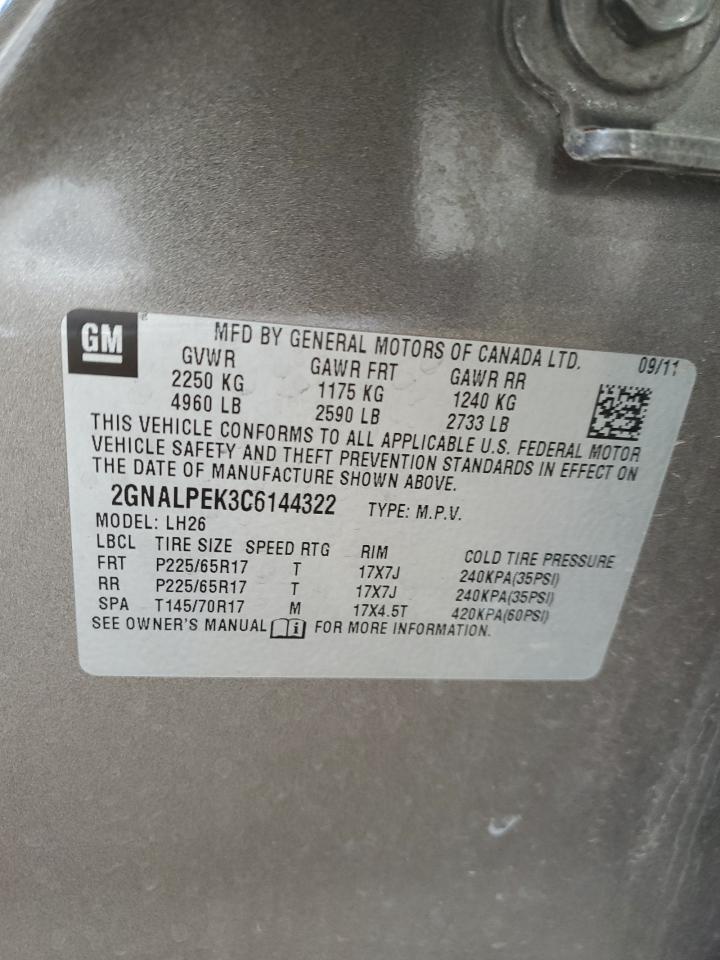 GM
MFD BY GENERAL MOTORS OF CANADA LTD. 09/11
GVWR GAWR FRT GAWR RR
2250 KG 1175 KG 1240 KG
4960 LB 2590 LB 2733 LB
THIS VEHICLE CONFORMS TO ALL APPLICABLE U.S. FEDERAL MOTOR
VEHICLE SAFETY AND THEFT PREVENTION STANDARDS IN EFFECT ON
THE DATE OF MANUFACTURE SHOWN ABOVE.
2GNALPEK3C6144322 TYPE: M.P.V.
MODEL: LH26
LBCL TIRE SIZE SPEED RTG RIM COLD TIRE PRESSURE
FRT P225/65R17 T 17X7J 240KPA(35PSI)
RR P225/65R17 T 17X7J 240KPA(35PSI)
SPA T145/70R17 M 17X4.5T 420KPA(60PSI)
SEE OWNER'S MANUAL i FOR MORE INFORMATION.